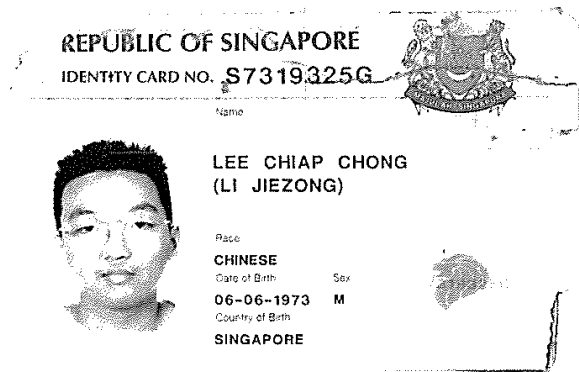 REPUBLIC OF SINGAPORE
IDENTITY CARD NO. S7319325G
Name
LEE CHIAP CHONG
(LI JIEZONG)
Race
CHINESE
Date of Birth Sex
06-06-1973 M
Country of Birth
SINGAPORE